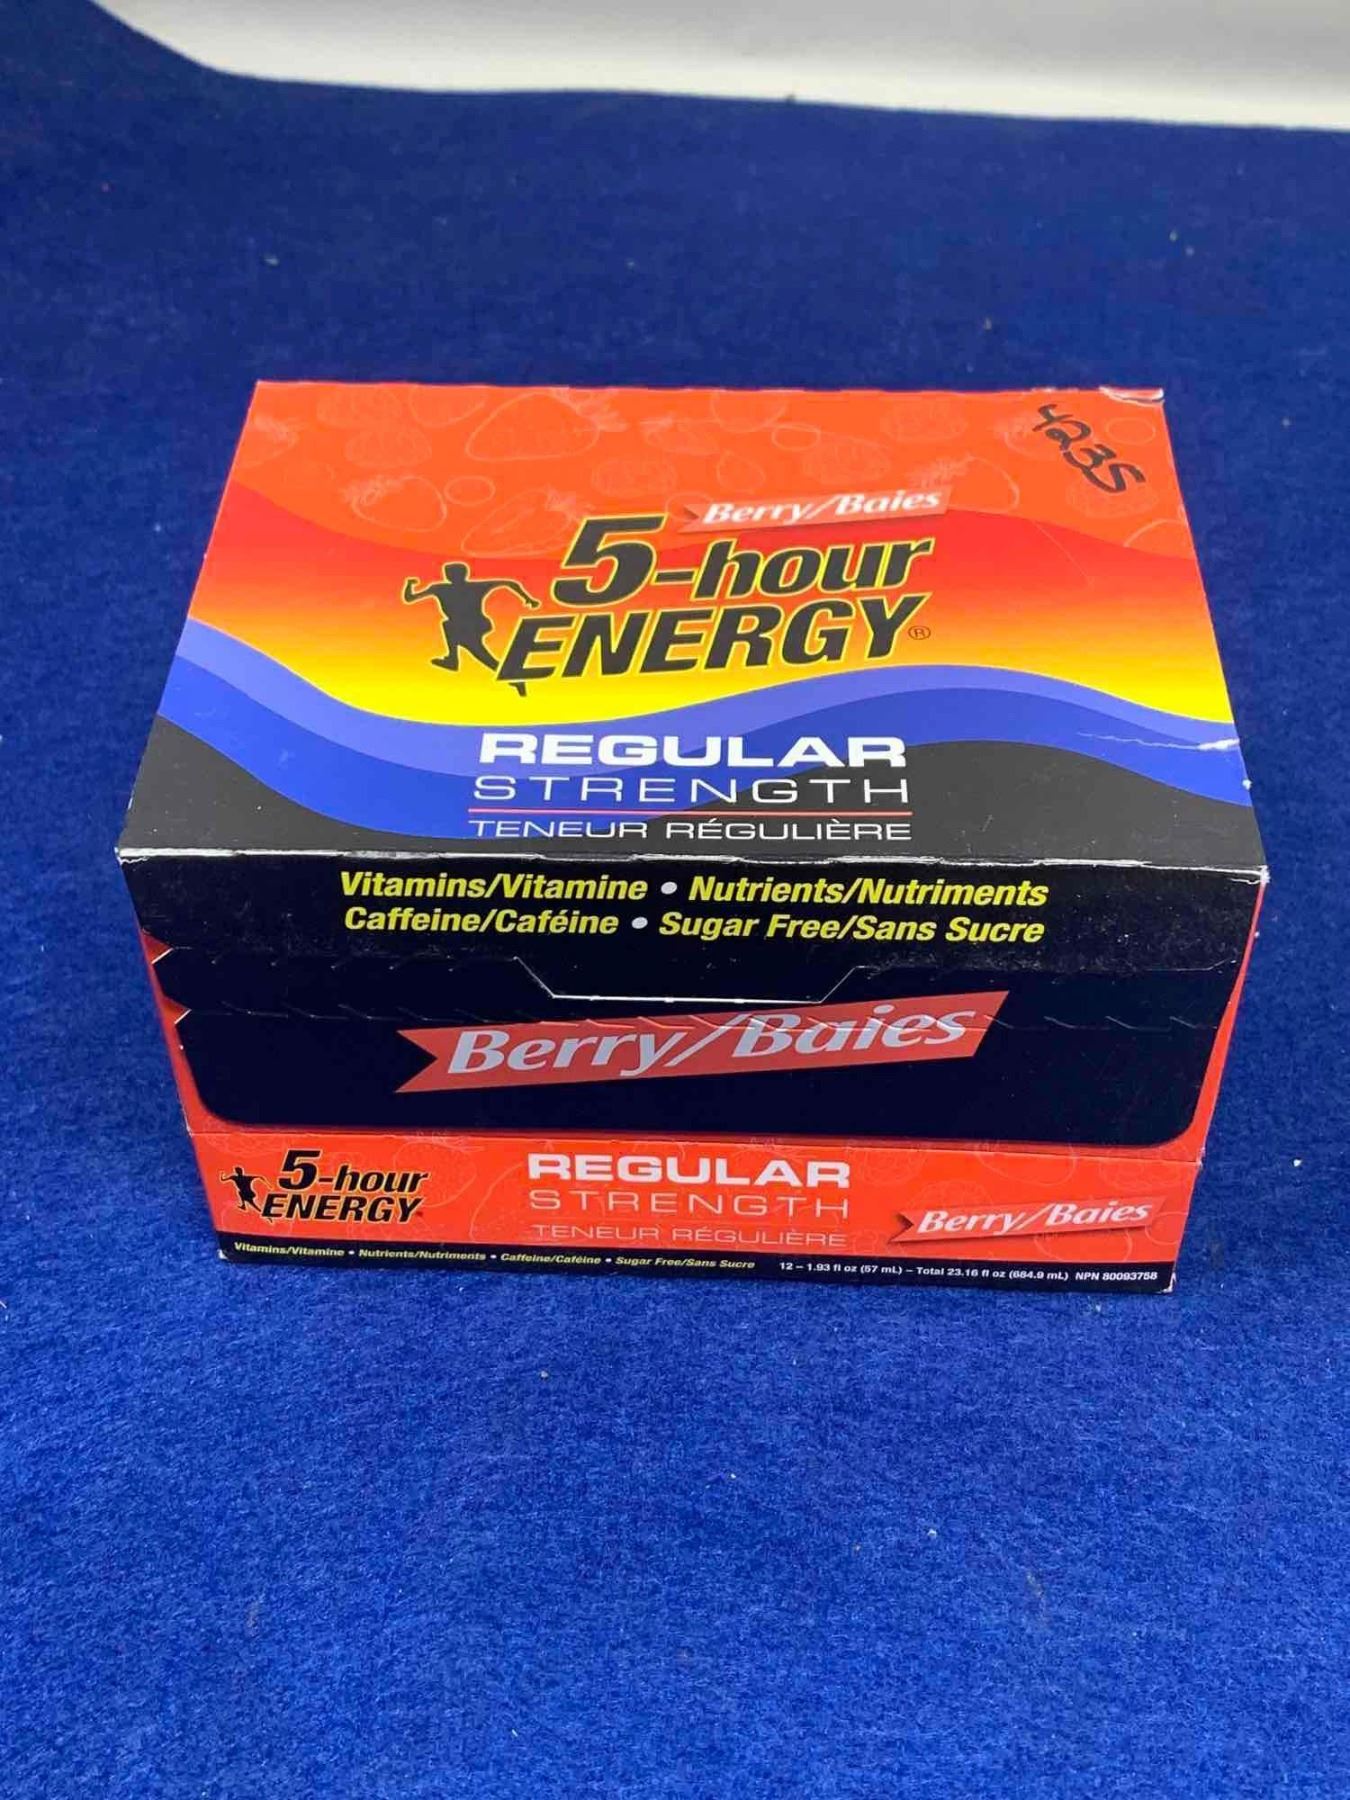 4235
Berry/Baies
5-hour
ENERGY®
REGULAR
STRENGTH
TENEUR RÉGULIÈRE
Vitamins/Vitamine • Nutrients/Nutriments
Caffeine/Caféine • Sugar Free/Sans Sucre
Berry/Baies
5-hour
ENERGY
REGULAR
STRENGTH
TENEUR RÉGULIÈRE
Berry/Baies
Vitamins/Vitamine • Nutrients/Nutriments • Caffeine/Caféine • Sugar Free/Sans Sucre 12 – 1.93 fl oz (57 mL) – Total 23.16 fl oz (684.9 mL) NPN 80093758